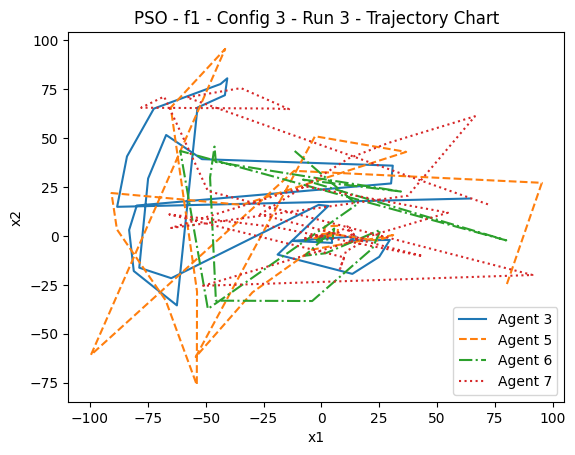 PSO - f1 - Config 3 - Run 3 - Trajectory Chart
x2
100
75
50
25
0
−25
−50
−75
−100
−75
−50
−25
0
25
50
75
100
x1
Agent 3
Agent 5
Agent 6
Agent 7